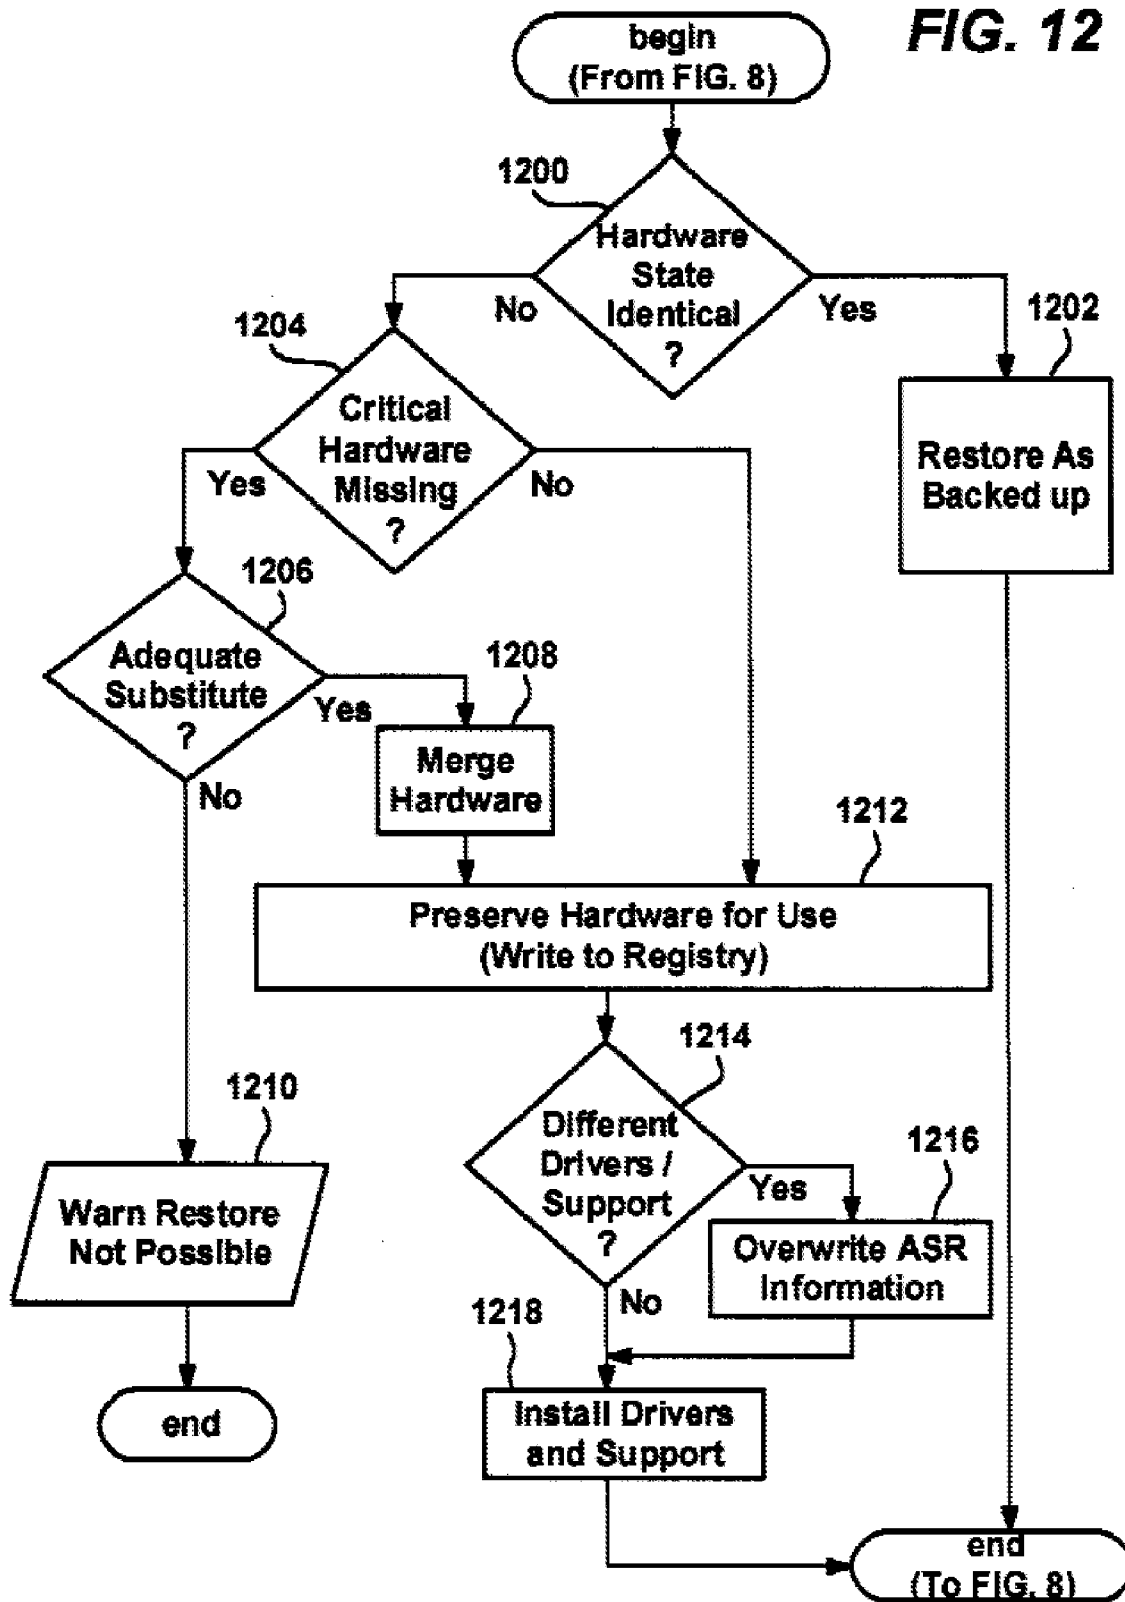 FIG. 12
begin
(From FIG. 8)
1200
Hardware
State
Identical
?
No
Yes
1202
Restore As
Backed up
1204
Critical
Hardware
Missing
?
Yes
No
1206
Adequate
Substitute
?
Yes
No
1208
Merge
Hardware
1212
Preserve Hardware for Use
(Write to Registry)
1214
Different
Drivers /
Support
?
Yes
No
1210
Warn Restore
Not Possible
1216
Overwrite ASR
Information
1218
Install Drivers
and Support
end
end
(To FIG. 8)